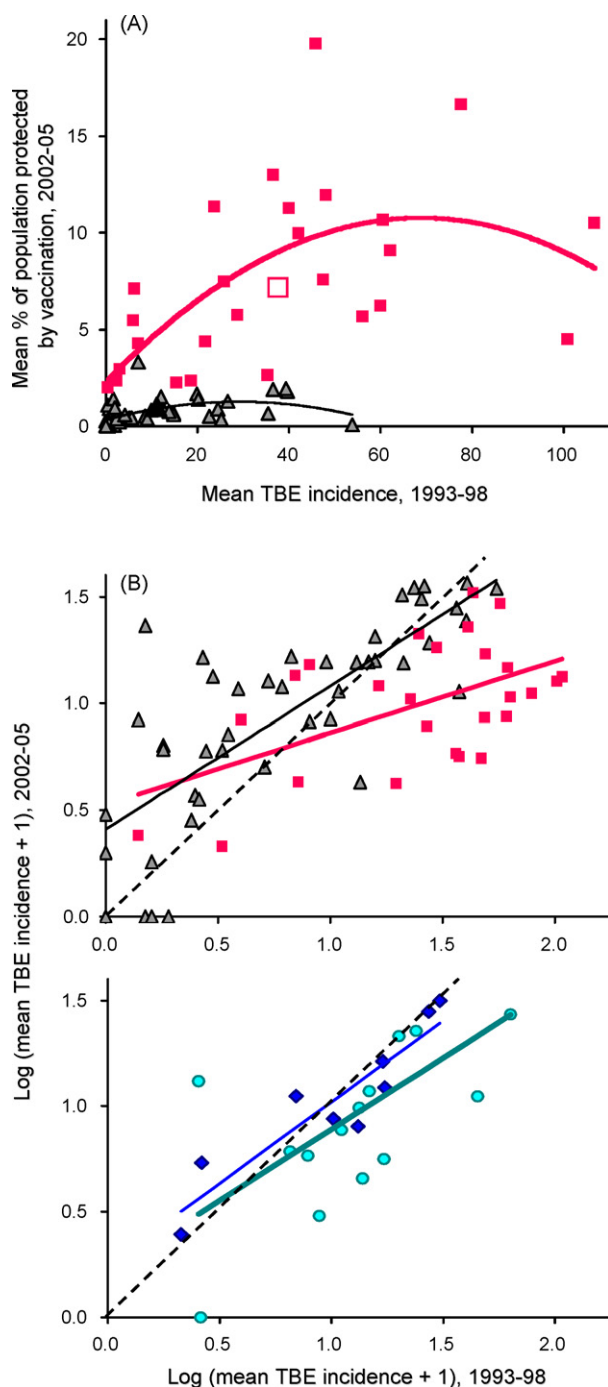 (A)
Mean % of population protected
by vaccination, 2002-05
20
15
10
5
0
0 20 40 60 80 100
Mean TBE incidence, 1993-98
(B)
Log (mean TBE incidence + 1), 2002-05
1.5
1.0
0.5
0.0
0.0 0.5 1.0 1.5 2.0
1.5
1.0
0.5
0.0
0.0 0.5 1.0 1.5 2.0
Log (mean TBE incidence + 1), 1993-98